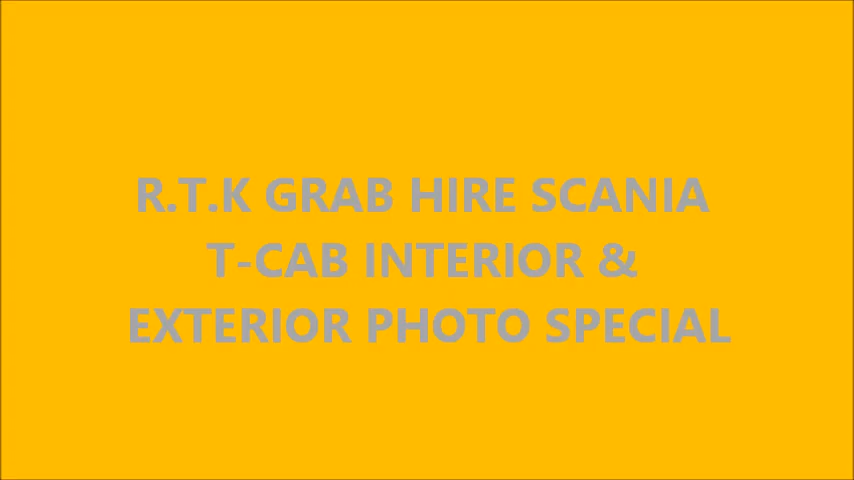 R.T.K GRAB HIRE SCANIA
T-CAB INTERIOR &
EXTERIOR PHOTO SPECIAL